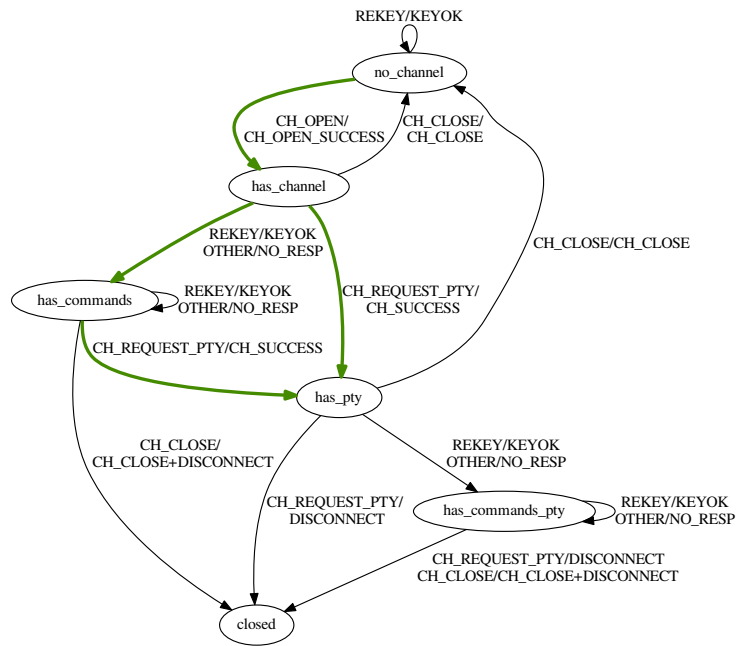 REKEY/KEYOK
no_channel
CH_OPEN/
CH_OPEN_SUCCESS
CH_CLOSE/
CH_CLOSE
has_channel
REKEY/KEYOK
OTHER/NO_RESP
CH_CLOSE/CH_CLOSE
has_commands
REKEY/KEYOK
OTHER/NO_RESP
CH_REQUEST_PTY/
CH_SUCCESS
CH_REQUEST_PTY/CH_SUCCESS
has_pty
CH_CLOSE/
CH_CLOSE+DISCONNECT
REKEY/KEYOK
OTHER/NO_RESP
CH_REQUEST_PTY/
DISCONNECT
has_commands_pty
REKEY/KEYOK
OTHER/NO_RESP
CH_REQUEST_PTY/DISCONNECT
CH_CLOSE/CH_CLOSE+DISCONNECT
closed